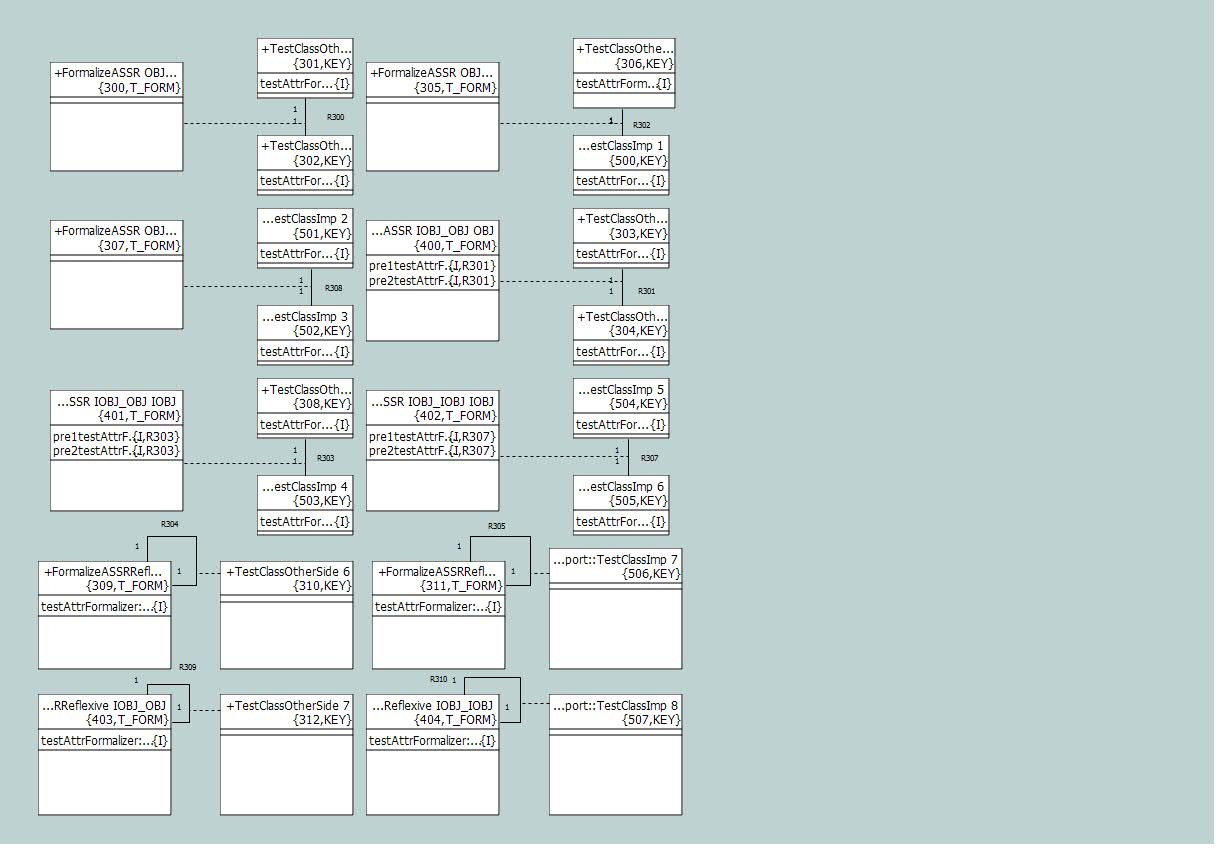 +FormalizeASSR OBJ...
{300,T_FORM}
+TestClassOth...
{301,KEY}
testAttrFor...{I}
1
1
R300
+TestClassOth...
{302,KEY}
testAttrFor...{I}
+FormalizeASSR OBJ...
{305,T_FORM}
+TestClassOthe...
{306,KEY}
testAttrForm...{I}
1
R302
...estClassImp 1
{500,KEY}
testAttrFor...{I}
+FormalizeASSR OBJ...
{307,T_FORM}
...estClassImp 2
{501,KEY}
testAttrFor...{I}
1
1
R308
...estClassImp 3
{502,KEY}
testAttrFor...{I}
...ASSR IOBJ_OBJ OBJ
{400,T_FORM}
pre1testAttrF.{I,R301}
pre2testAttrF.{I,R301}
+TestClassOth...
{303,KEY}
testAttrFor...{I}
1
1
R301
+TestClassOth...
{304,KEY}
testAttrFor...{I}
...SSR IOBJ_OBJ IOBJ
{401,T_FORM}
pre1testAttrF.{I,R303}
pre2testAttrF.{I,R303}
+TestClassOth...
{308,KEY}
testAttrFor...{I}
1
1
R303
...estClassImp 4
{503,KEY}
testAttrFor...{I}
...SSR IOBJ_IOBJ IOBJ
{402,T_FORM}
pre1testAttrF.{I,R307}
pre2testAttrF.{I,R307}
...estClassImp 5
{504,KEY}
testAttrFor...{I}
1
1
R307
...estClassImp 6
{505,KEY}
testAttrFor...{I}
R304
1
1
+FormalizeASSRRefl...
{309,T_FORM}
testAttrFormalizer:...{I}
+TestClassOtherSide 6
{310,KEY}
R305
1
1
+FormalizeASSRRefl...
{311,T_FORM}
testAttrFormalizer:...{I}
...port::TestClassImp 7
{506,KEY}
R309
1
1
...RReflexive IOBJ_OBJ
{403,T_FORM}
testAttrFormalizer:...{I}
+TestClassOtherSide 7
{312,KEY}
R310 1
1
...Reflexive IOBJ_IOBJ
{404,T_FORM}
testAttrFormalizer:...{I}
...port::TestClassImp 8
{507,KEY}